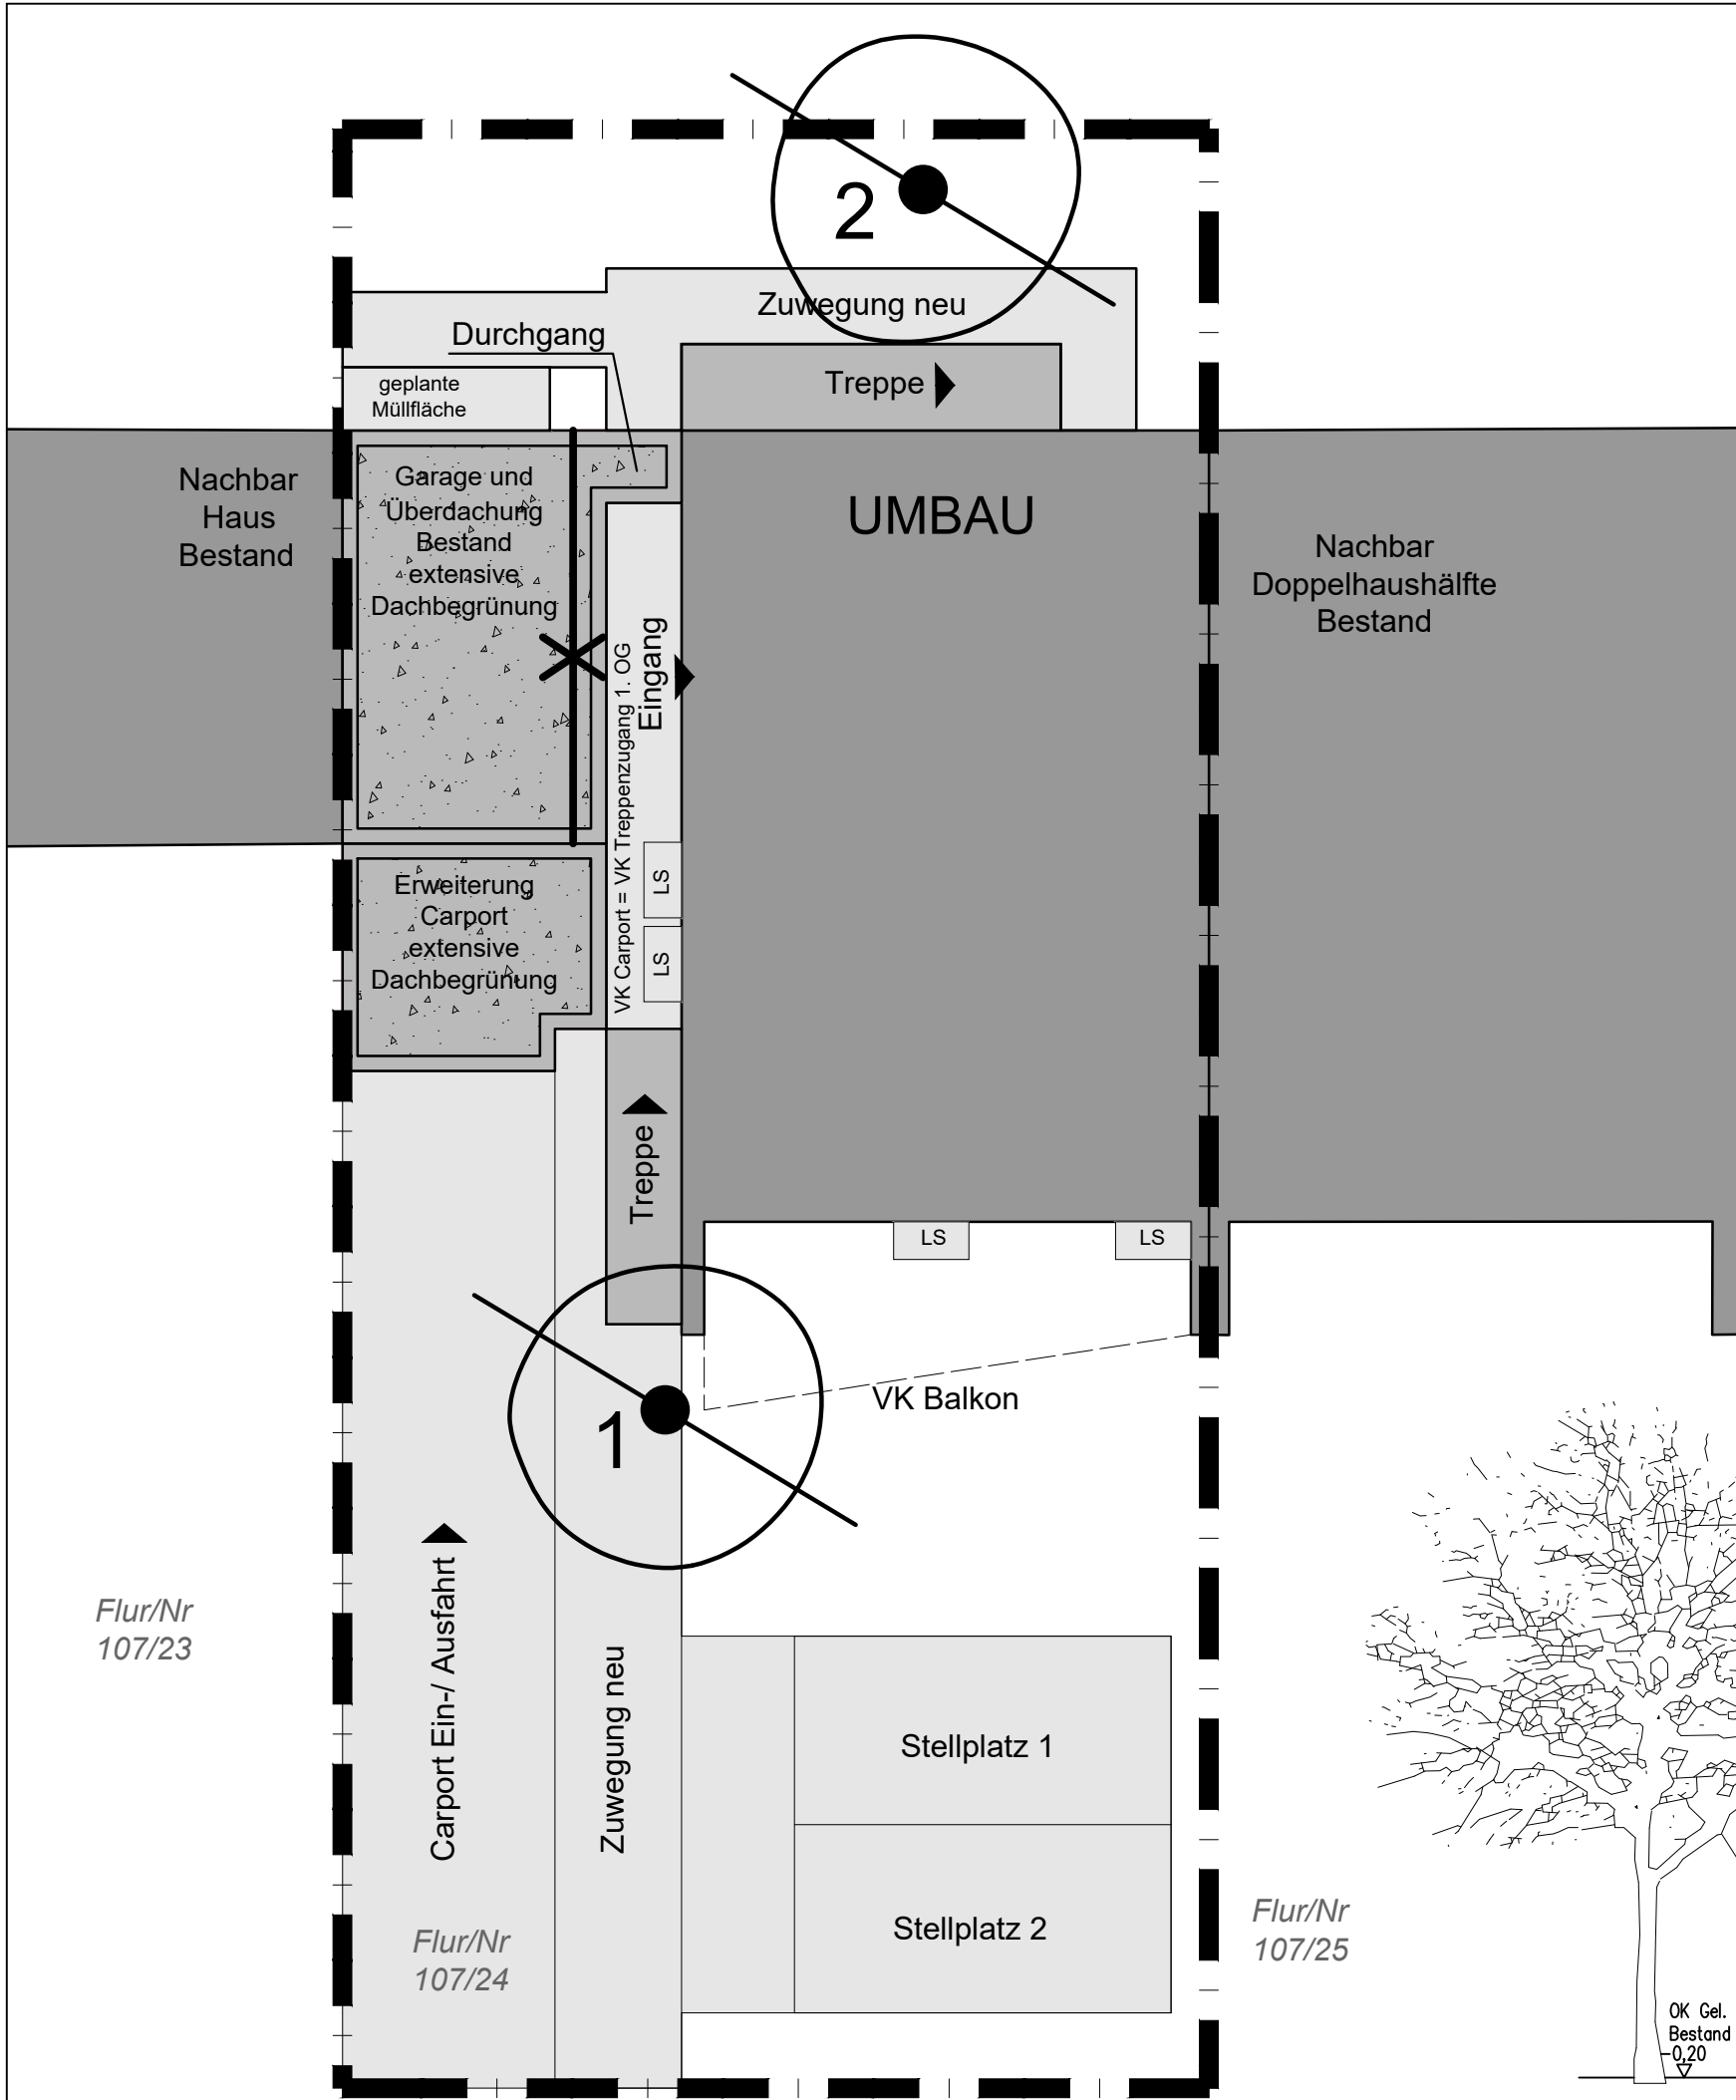 2
Zuwegung neu
Durchgang
Treppe
geplante
Müllfläche
Nachbar
Haus
Bestand
Garage und
Überdachung
Bestand
extensive
Dachbegrünung
UMBAU
Nachbar
Doppelhaushälfte
Bestand
Eingang
VK Carport = VK Treppenzugang 1. OG
LS
LS
Erweiterung
Carport
extensive
Dachbegrünung
Treppe
LS
LS
VK Balkon
1
Carport Ein-/ Ausfahrt
Zuwegung neu
Flur/Nr
107/23
Stellplatz 1
Stellplatz 2
Flur/Nr
107/24
Flur/Nr
107/25
OK Gel.
Bestand
-0,20